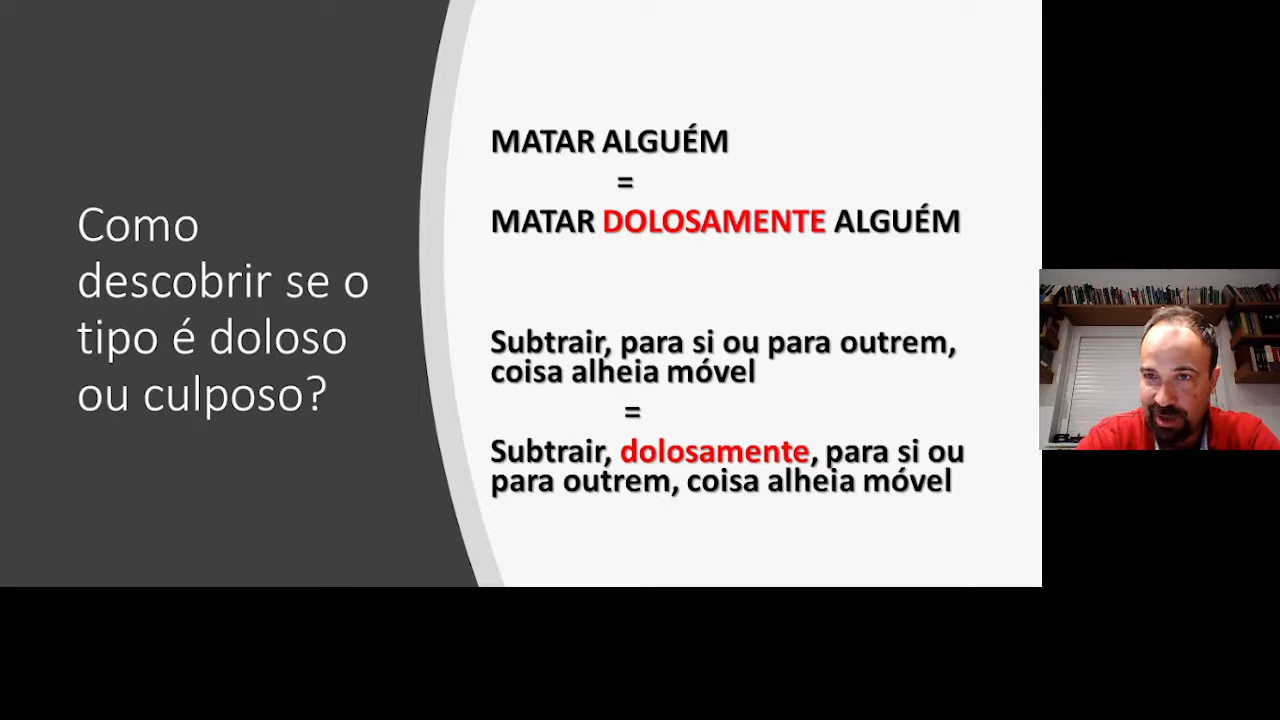 Como
descobrir se o
tipo é doloso
ou culposo?
MATAR ALGUÉM
=
MATAR DOLOSAMENTE ALGUÉM
Subtrair, para si ou para outrem,
coisa alheia móvel
=
Subtrair, dolosamente, para si ou
para outrem, coisa alheia móvel